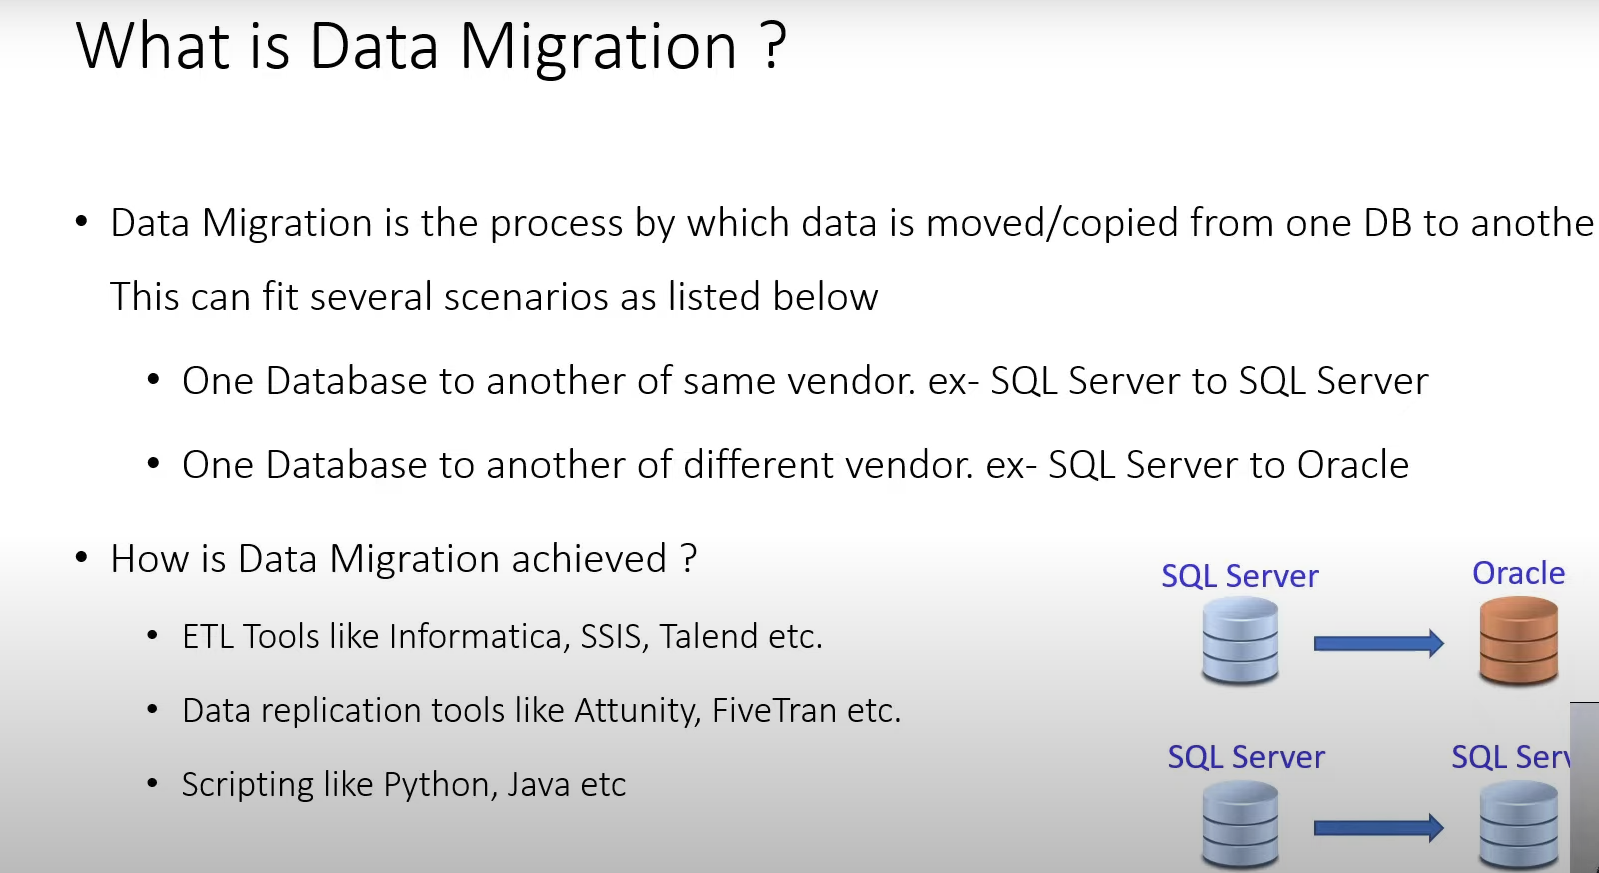 What is Data Migration ?
• Data Migration is the process by which data is moved/copied from one DB to anothe
This can fit several scenarios as listed below
• One Database to another of same vendor. ex- SQL Server to SQL Server
• One Database to another of different vendor. ex- SQL Server to Oracle
• How is Data Migration achieved ?
• ETL Tools like Informatica, SSIS, Talend etc.
• Data replication tools like Attunity, FiveTran etc.
• Scripting like Python, Java etc
SQL Server
Oracle
SQL Server
SQL Serv